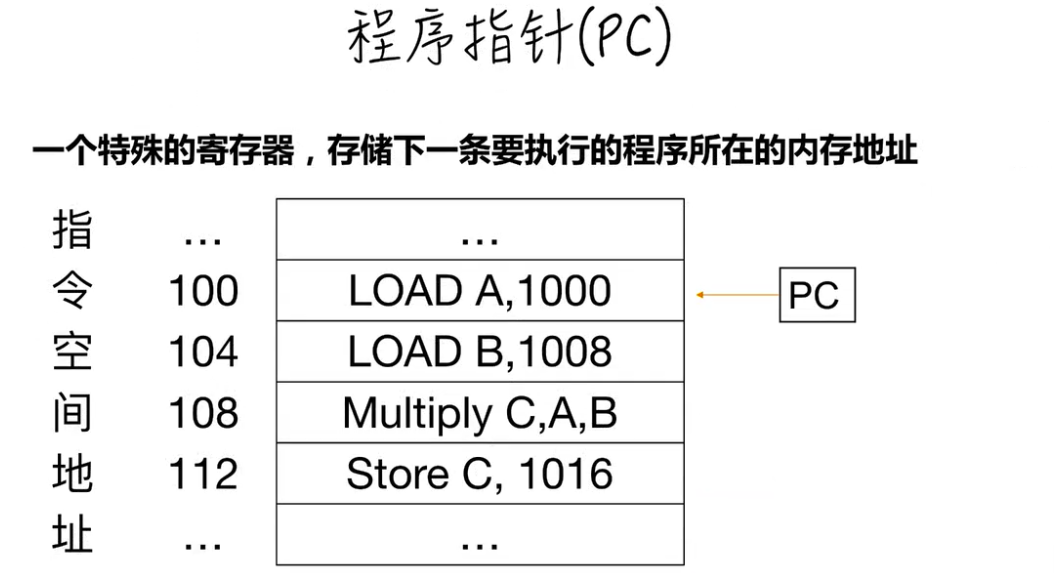 程序指针(PC)
一个特殊的寄存器，存储下一条要执行的程序所在的内存地址
指 ... ...
令 100 LOAD A,1000 PC
空 104 LOAD B,1008
间 108 Multiply C,A,B
地 112 Store C, 1016
址 ... ...